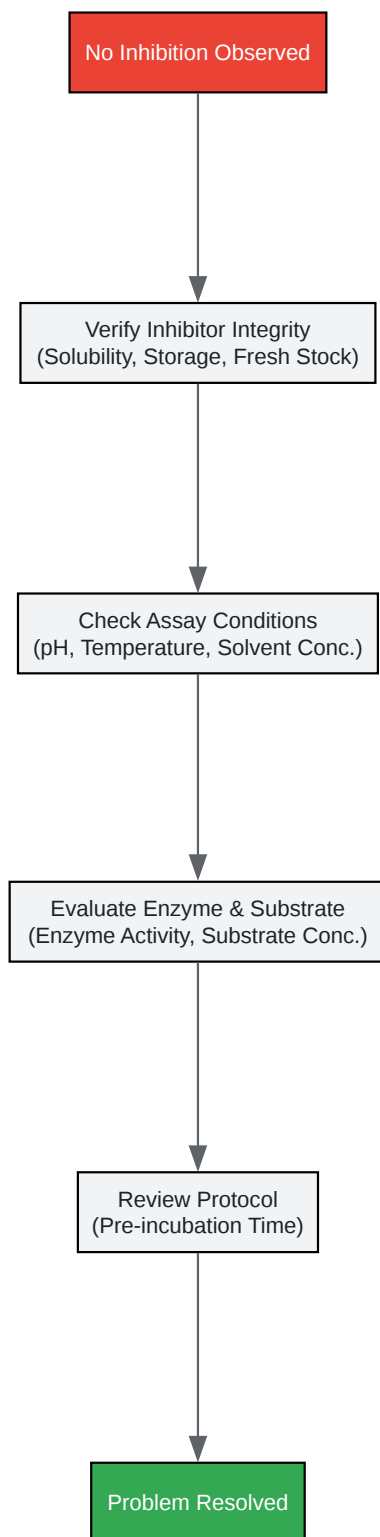 No Inhibition Observed
Verify Inhibitor Integrity
(Solubility, Storage, Fresh Stock)
Check Assay Conditions
(pH, Temperature, Solvent Conc.)
Evaluate Enzyme & Substrate
(Enzyme Activity, Substrate Conc.)
Review Protocol
(Pre-incubation Time)
Problem Resolved